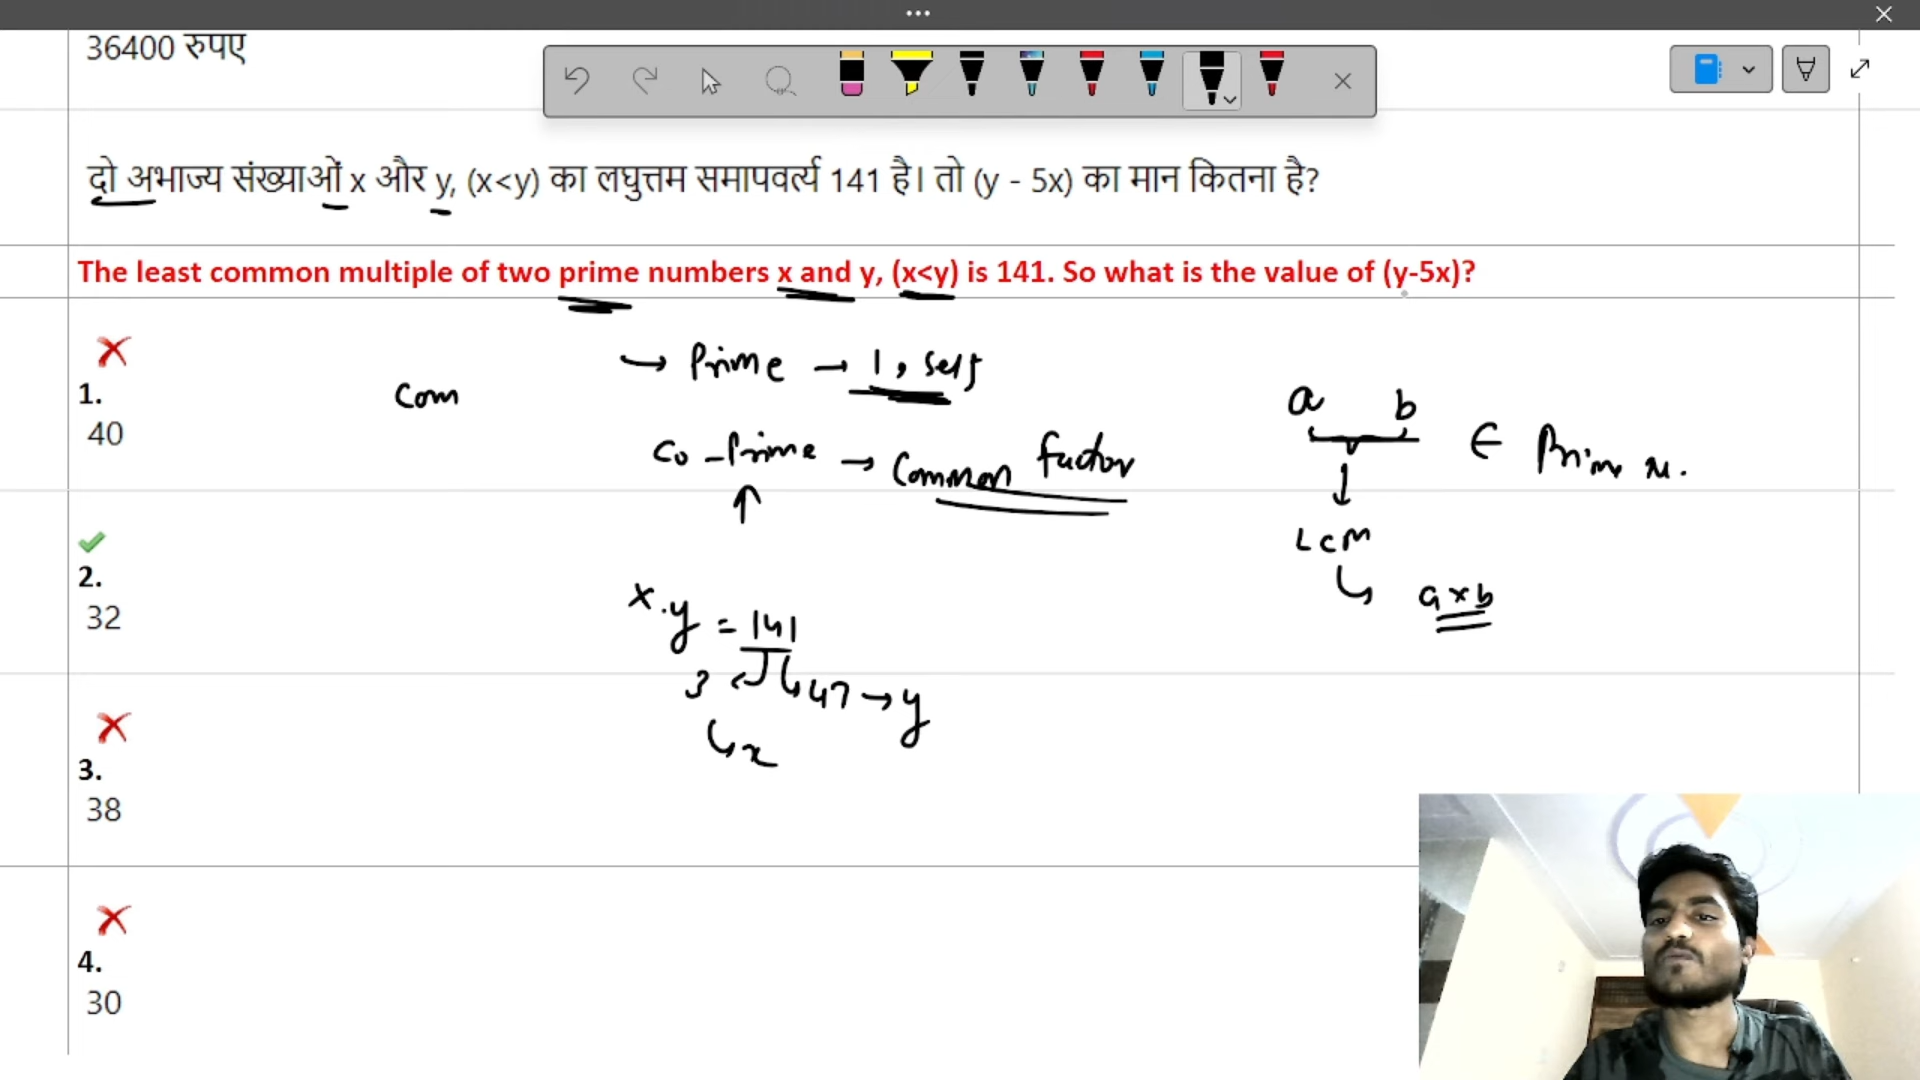 36400 रुपए
दो अभाज्य संख्याओं x और y, (x<y) का लघुत्तम समापवर्त्य 141 है। तो (y - 5x) का मान कितना है?
The least common multiple of two prime numbers x and y, (x<y) is 141. So what is the value of (y-5x)?
1.
40
2.
32
3.
38
4.
30
Com
→ Prime → 1, self
Co-Prime → Common factor
↑
x.y = 141
3 47 → y
x
a b ∈ Prime N.
↓
LCM
a×b